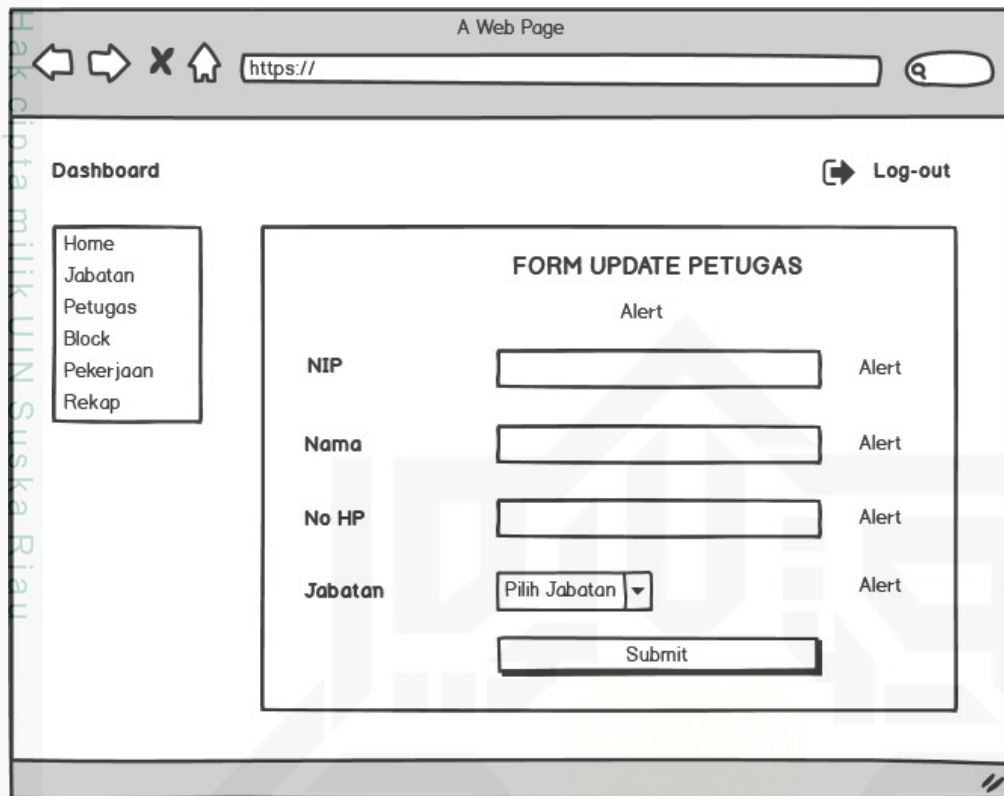 A Web Page
https://
Dashboard
Log-out
Home
Jabatan
Petugas
Block
Pekerjaan
Rekap
FORM UPDATE PETUGAS
Alert
NIP
Alert
Nama
Alert
No HP
Alert
Jabatan
Pilih Jabatan
Alert
Submit
Hak cipta milik UIN Suska Riau